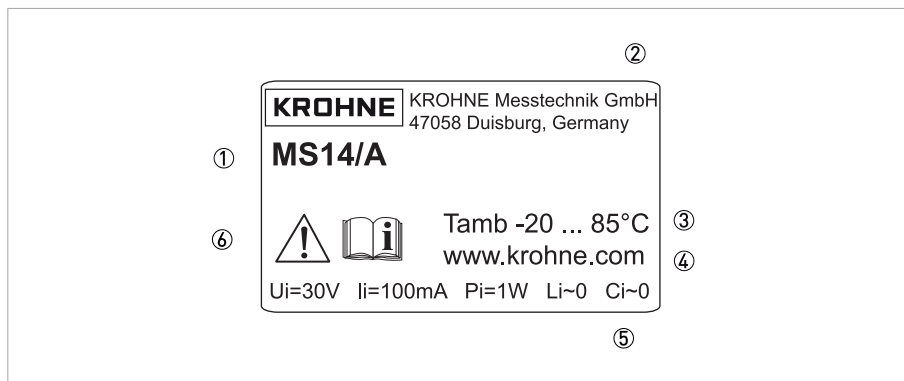 ②
KROHNE
KROHNE Messtechnik GmbH
47058 Duisburg, Germany
①
MS14/A
⑥
i
Tamb -20 ... 85°C
③
www.krohne.com
④
Ui=30V Ii=100mA Pi=1W Li~0 Ci~0
⑤